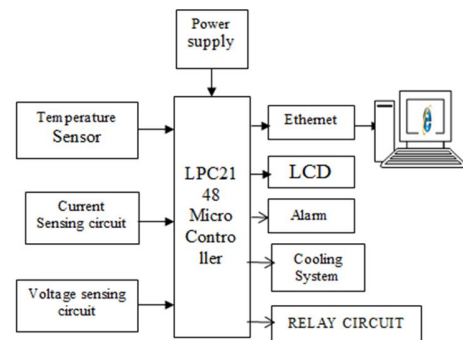 Power
supply
Temperature
Sensor
Current
Sensing circuit
Voltage sensing
circuit
LPC21
48
Micro
Contro
ller
Ethernet
LCD
Alarm
Cooling
System
RELAY CIRCUIT